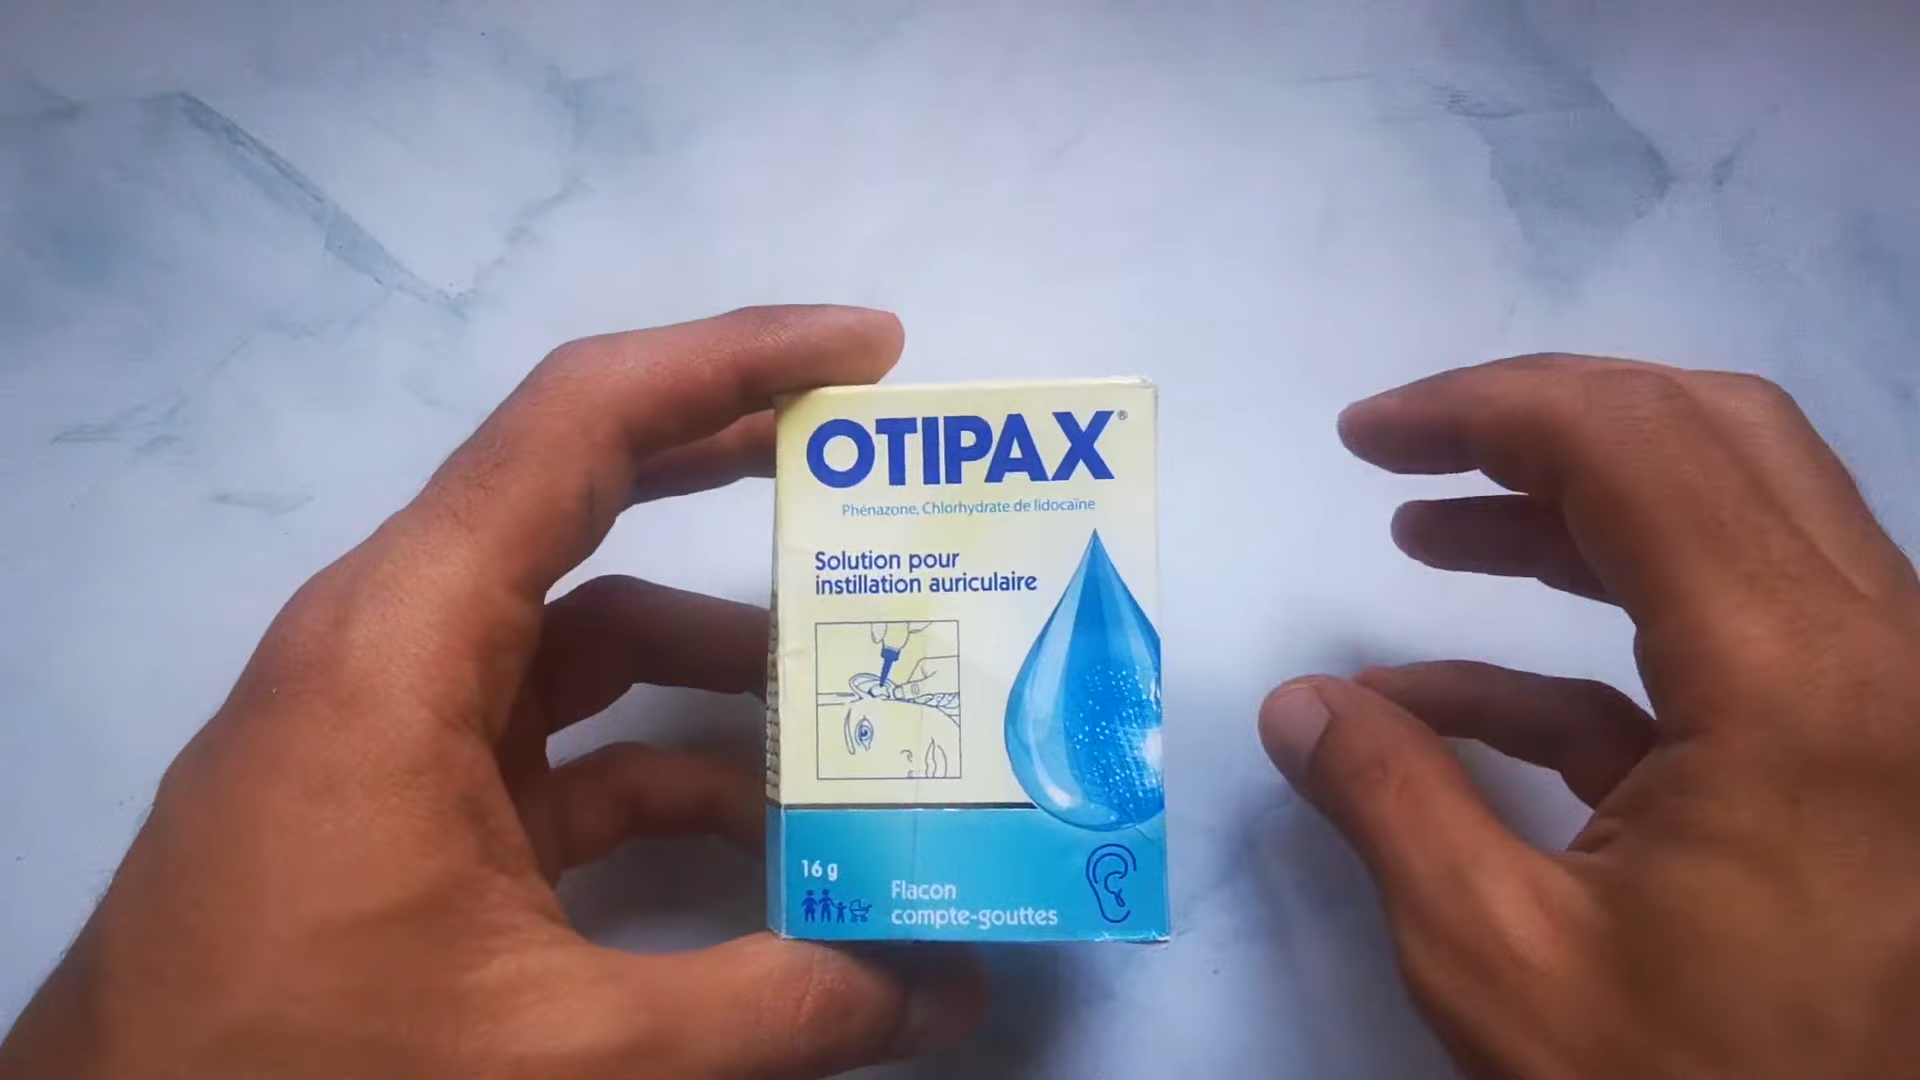 OTIPAX®
Phénazone, Chlorhydrate de lidocaïne
Solution pour
instillation auriculaire
16 g
Flacon
compte-gouttes